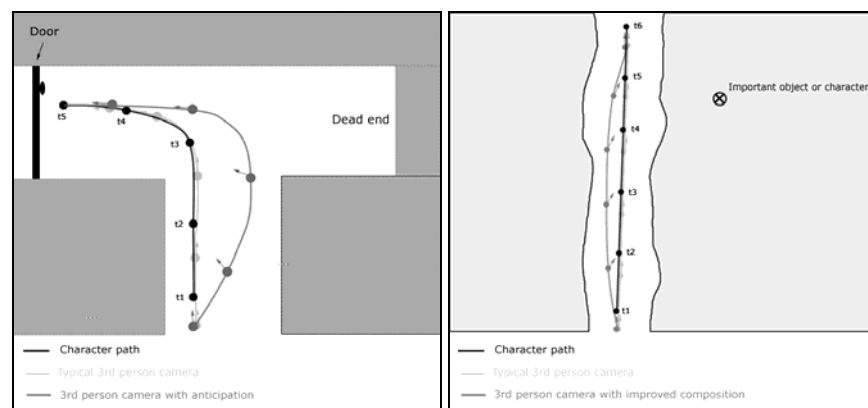 Door
t5
t4
t3
Dead end
t2
t1
Character path
Typical 3rd person camera
3rd person camera with anticipation
t6
t5
Important object or character
t4
t3
t2
t1
Character path
Typical 3rd person camera
3rd person camera with improved composition